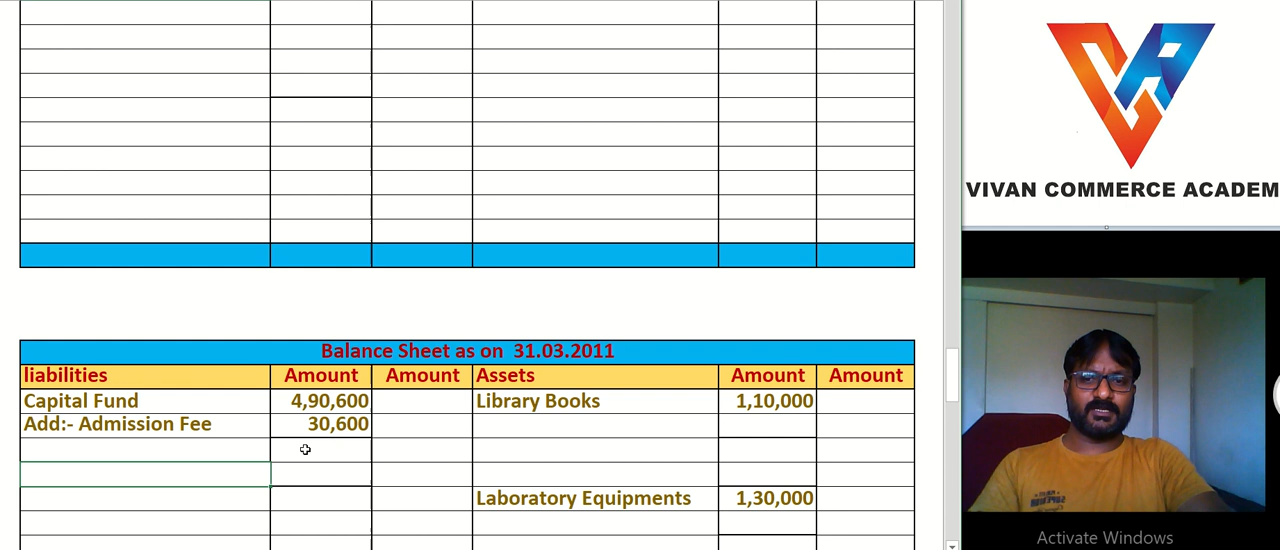 VIVAN COMMERCE ACADEM
Balance Sheet as on 31.03.2011
liabilities Amount Amount Assets Amount Amount
Capital Fund 4,90,600 Library Books 1,10,000
Add:- Admission Fee 30,600
Laboratory Equipments 1,30,000
Activate Windows